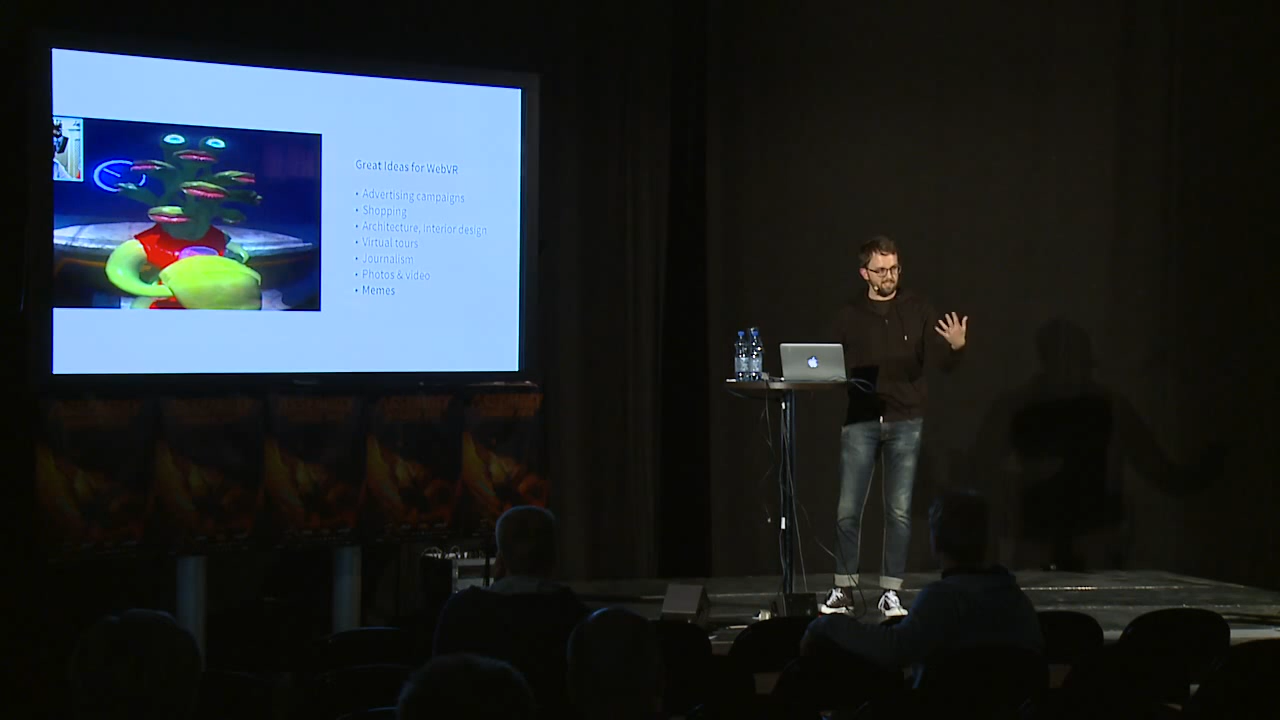 Great Ideas for WebVR
• Advertising campaigns
• Shopping
• Architecture, interior design
• Virtual tours
• Journalism
• Photos & video
• Memes